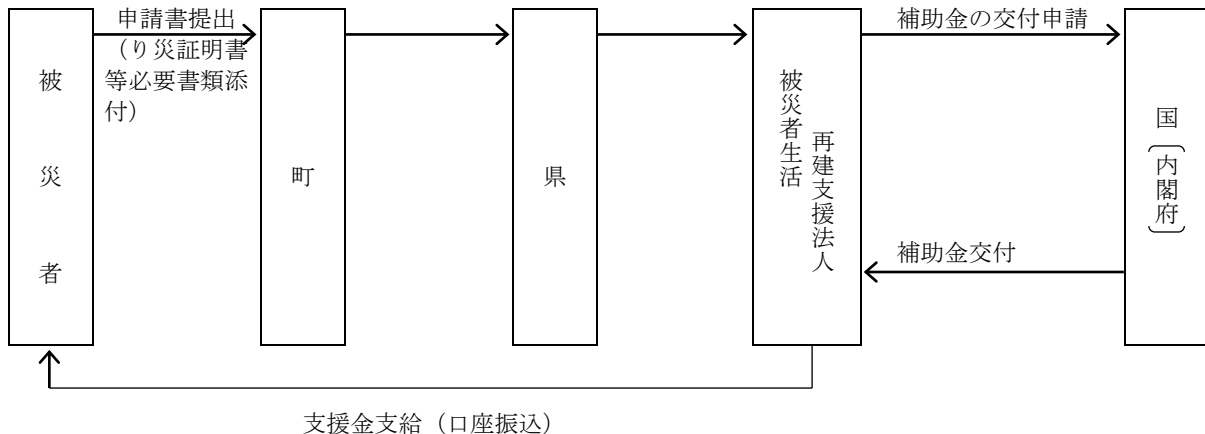 申請書提出
（り災証明書
等必要書類添
付）
補助金の交付申請
被災者
町
県
被災者生活
再建支援法人
国〔内閣府〕
補助金交付
支援金支給（口座振込）